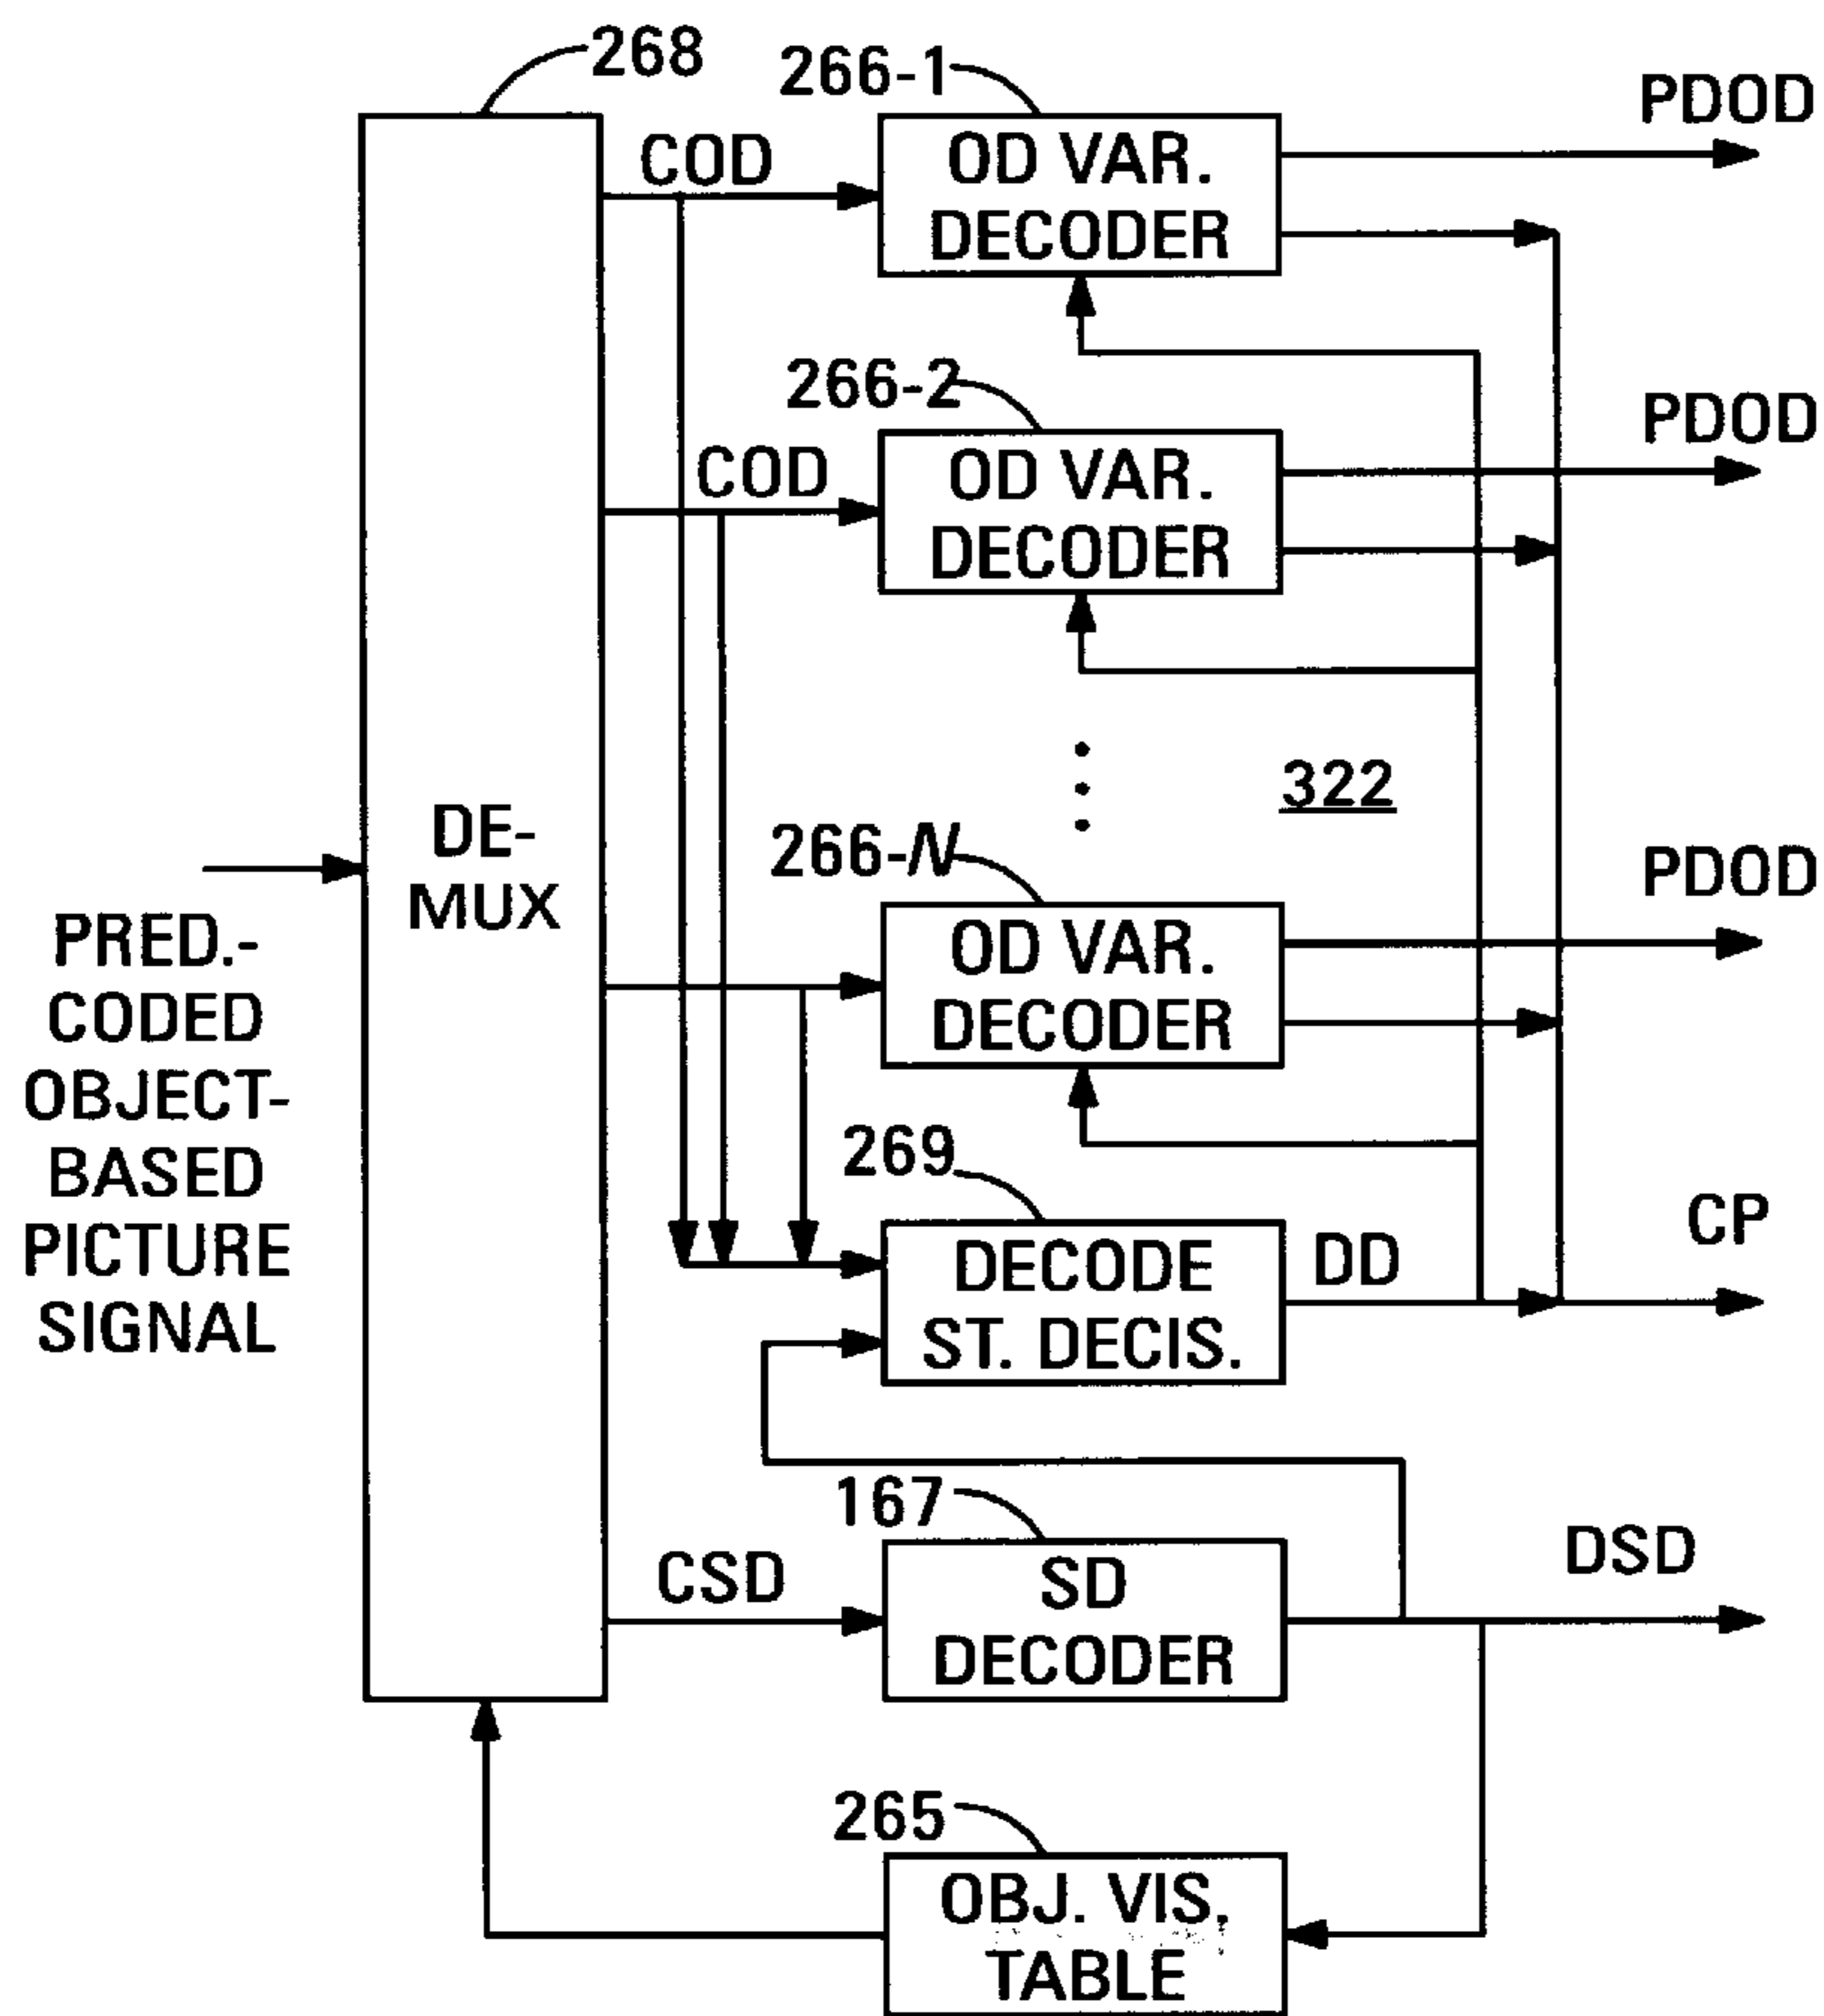 268
266-1
PDOD
COD
OD VAR.
DECODER
266-2
PDOD
COD
OD VAR.
DECODER
322
DE-
MUX
266-N
PDOD
OD VAR.
DECODER
PRED.-
CODED
OBJECT-
BASED
PICTURE
SIGNAL
269
CP
DECODE
ST. DECIS.
DD
167
DSD
CSD
SD
DECODER
265
OBJ. VIS.
TABLE